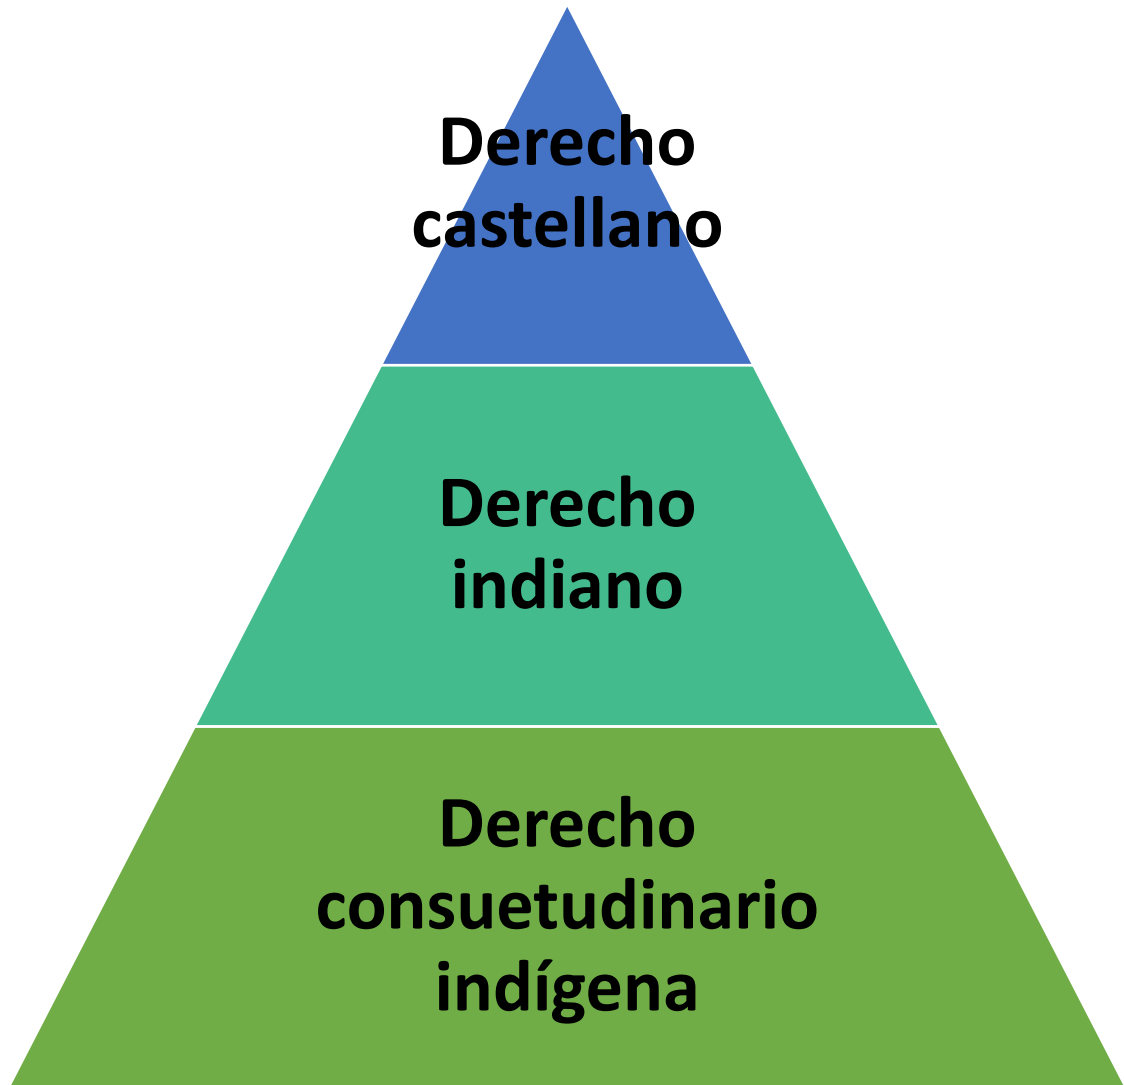 Derecho
castellano
Derecho
indiano
Derecho
consuetudinario
indígena